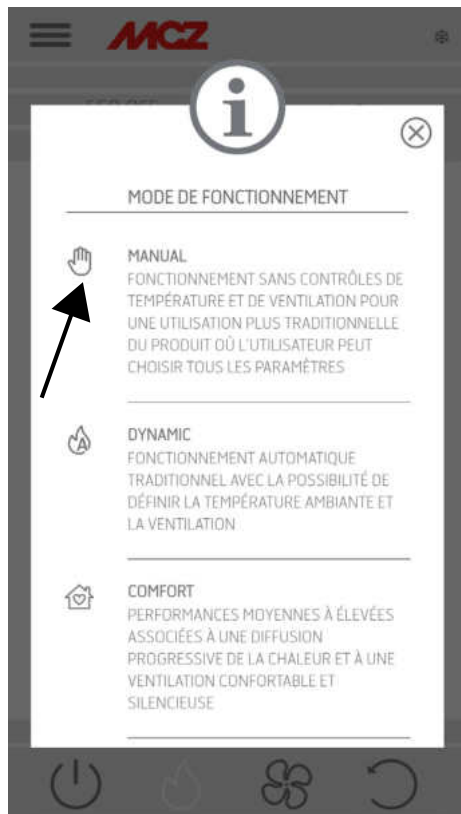 MCZ
i
MODE DE FONCTIONNEMENT
MANUAL
FONCTIONNEMENT SANS CONTRÔLES DE
TEMPÉRATURE ET DE VENTILATION POUR
UNE UTILISATION PLUS TRADITIONNELLE
DU PRODUIT OÙ L'UTILISATEUR PEUT
CHOISIR TOUS LES PARAMÈTRES
DYNAMIC
FONCTIONNEMENT AUTOMATIQUE
TRADITIONNEL AVEC LA POSSIBILITÉ DE
DÉFINIR LA TEMPÉRATURE AMBIANTE ET
LA VENTILATION
COMFORT
PERFORMANCES MOYENNES À ÉLEVÉES
ASSOCIÉES À UNE DIFFUSION
PROGRESSIVE DE LA CHALEUR ET À UNE
VENTILATION CONFORTABLE ET
SILENCIEUSE